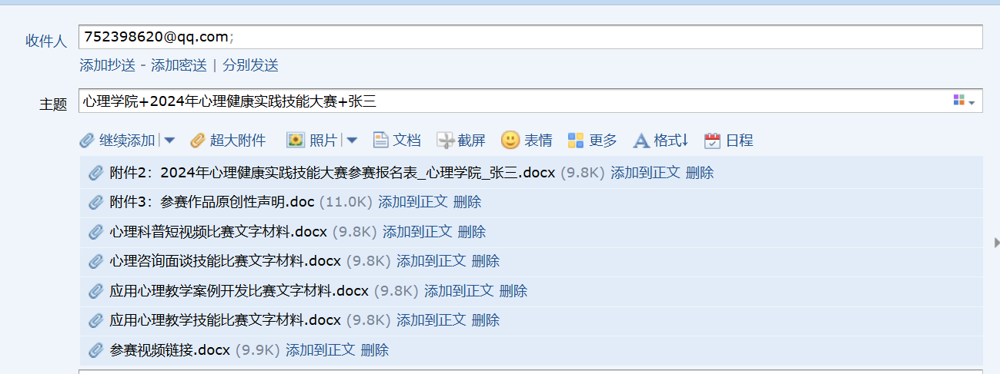 收件人 752398620@qq.com;
添加抄送 - 添加密送 | 分别发送
主题 心理学院+2024年心理健康实践技能大赛+张三
继续添加 超大附件 照片 文档 截屏 表情 更多 格式↓ 日程
附件2：2024年心理健康实践技能大赛参赛报名表_心理学院_张三.docx (9.8K) 添加到正文 删除
附件3：参赛作品原创性声明.doc (11.0K) 添加到正文 删除
心理科普短视频比赛文字材料.docx (9.8K) 添加到正文 删除
心理咨询面谈技能比赛文字材料.docx (9.8K) 添加到正文 删除
应用心理教学案例开发比赛文字材料.docx (9.8K) 添加到正文 删除
应用心理教学技能比赛文字材料.docx (9.8K) 添加到正文 删除
参赛视频链接.docx (9.9K) 添加到正文 删除